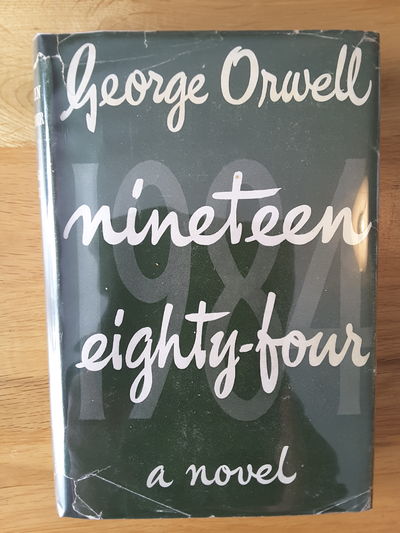 George Orwell
1984
nineteen
eighty-four
a novel